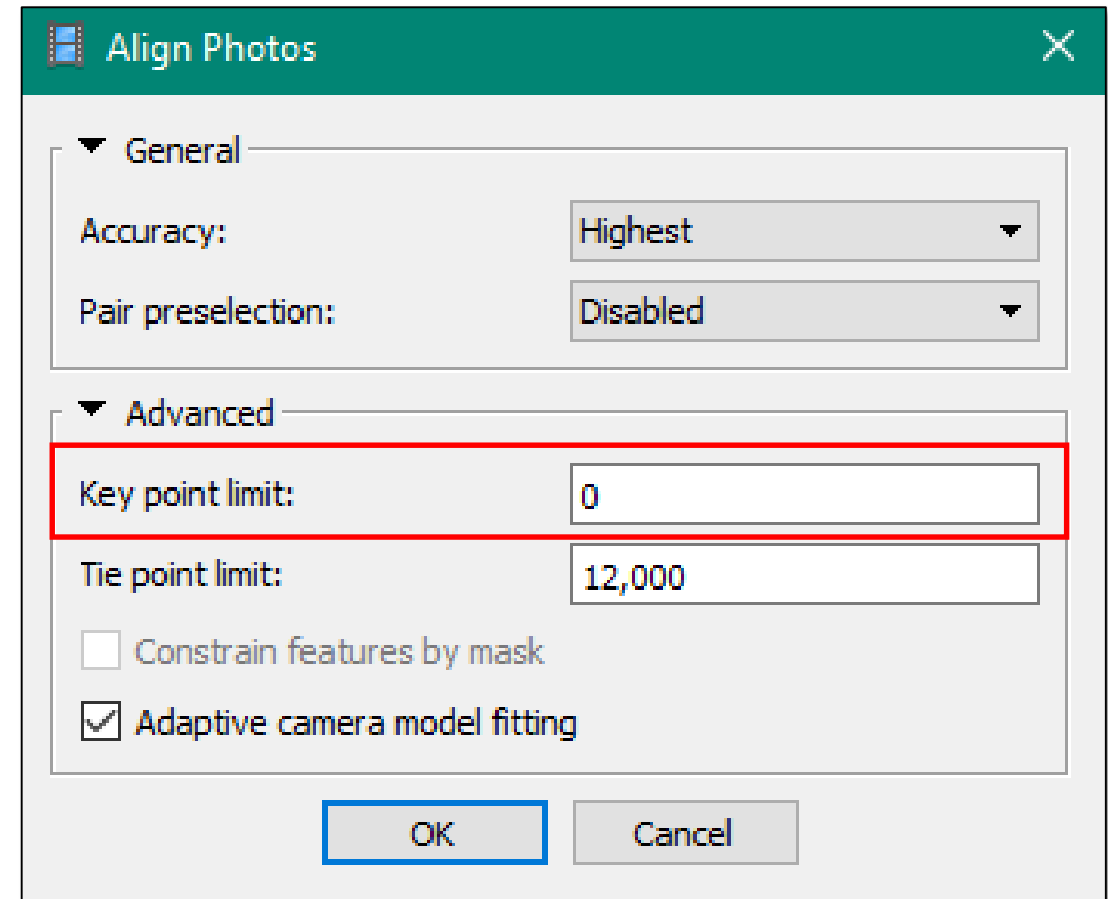 Align Photos
General
Accuracy: Highest
Pair preselection: Disabled
Advanced
Key point limit: 0
Tie point limit: 12,000
Constrain features by mask
Adaptive camera model fitting
OK Cancel